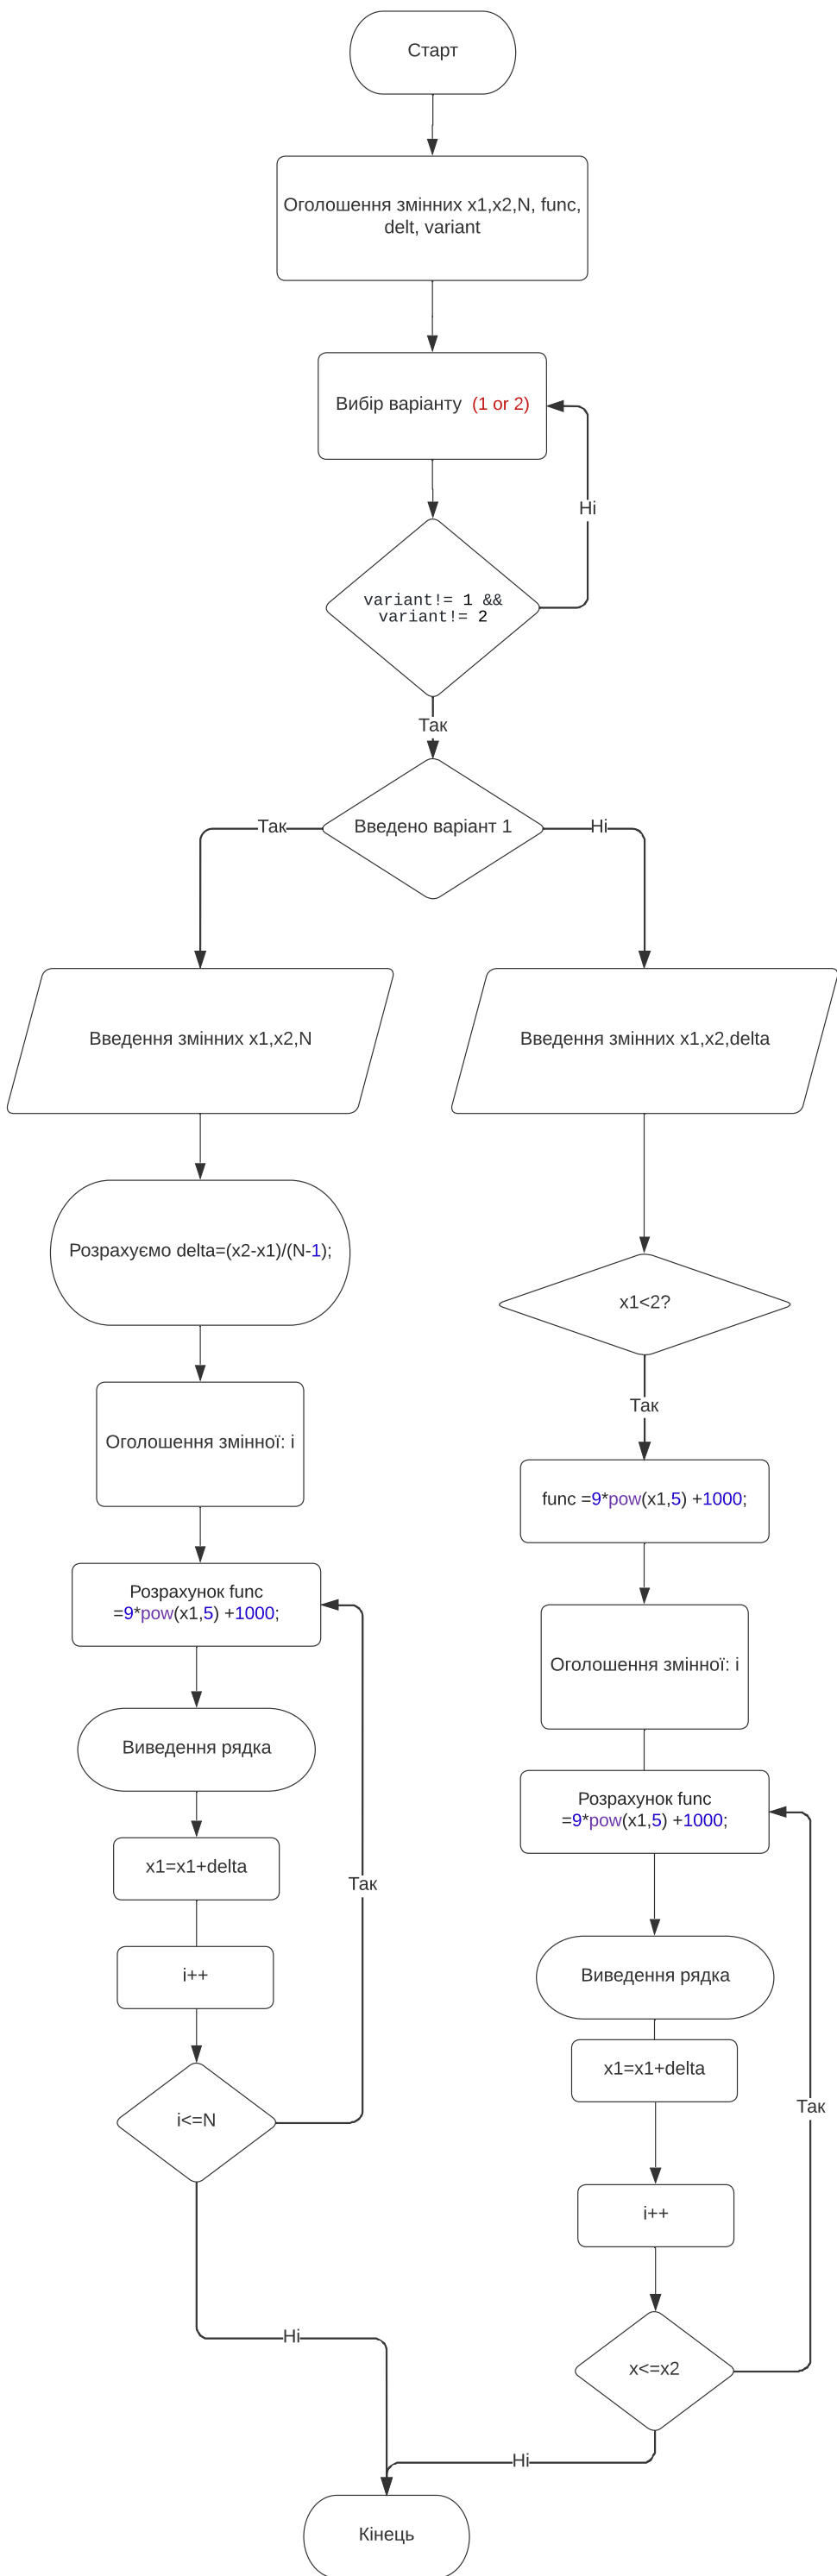 Старт
Оголошення змінних x1,x2,N, func,
delt, variant
Вибір варіанту (1 or 2)
Ні
variant!= 1 &&
variant!= 2
Так
Введено варіант 1
Так
Ні
Введення змінних x1,x2,N
Введення змінних x1,x2,delta
Розрахуємо delta=(x2-x1)/(N-1);
x1<2?
Так
Оголошення змінної: i
func =9*pow(x1,5) +1000;
Розрахунок func
=9*pow(x1,5) +1000;
Оголошення змінної: i
Виведення рядка
Розрахунок func
=9*pow(x1,5) +1000;
x1=x1+delta
Так
i++
Виведення рядка
x1=x1+delta
i<=N
Так
i++
Ні
x<=x2
Ні
Кінець